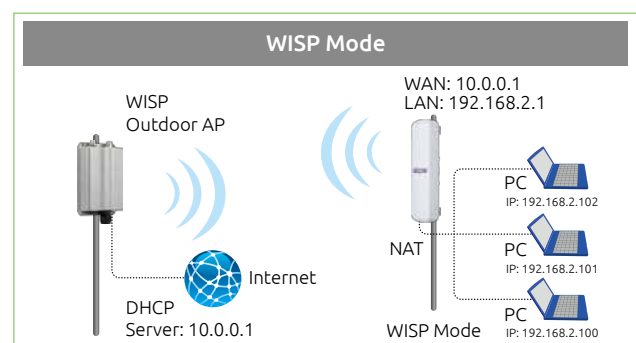 WISP Mode
WISP
Outdoor AP
WAN: 10.0.0.1
LAN: 192.168.2.1
PC
IP: 192.168.2.102
NAT
PC
IP: 192.168.2.101
Internet
DHCP
Server: 10.0.0.1
WISP Mode
PC
IP: 192.168.2.100